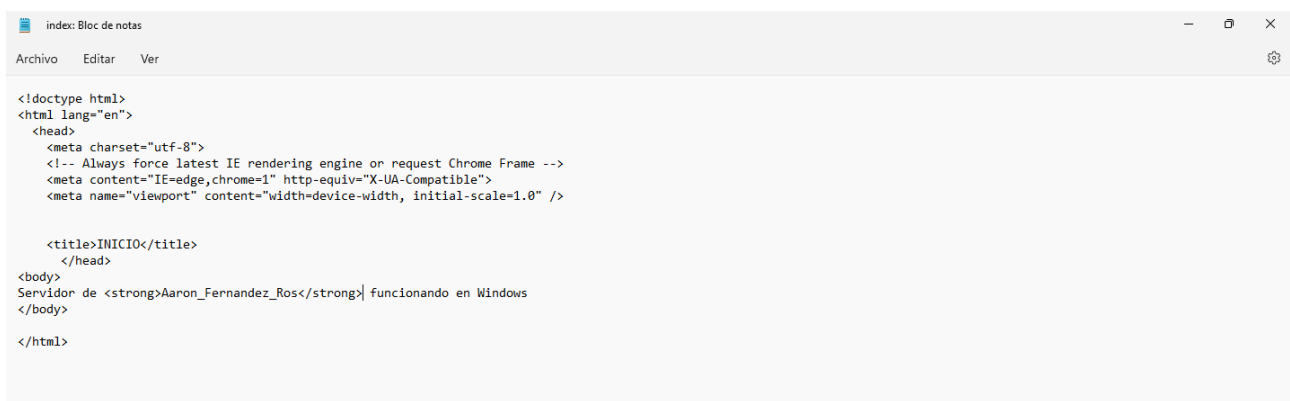 index: Bloc de notas
Archivo Editar Ver
<!doctype html>
<html lang="en">
  <head>
    <meta charset="utf-8">
    <!-- Always force latest IE rendering engine or request Chrome Frame -->
    <meta content="IE=edge,chrome=1" http-equiv="X-UA-Compatible">
    <meta name="viewport" content="width=device-width, initial-scale=1.0" />
    <title>INICIO</title>
      </head>
<body>
Servidor de <strong>Aaron_Fernandez_Ros</strong> funcionando en Windows
</body>
</html>